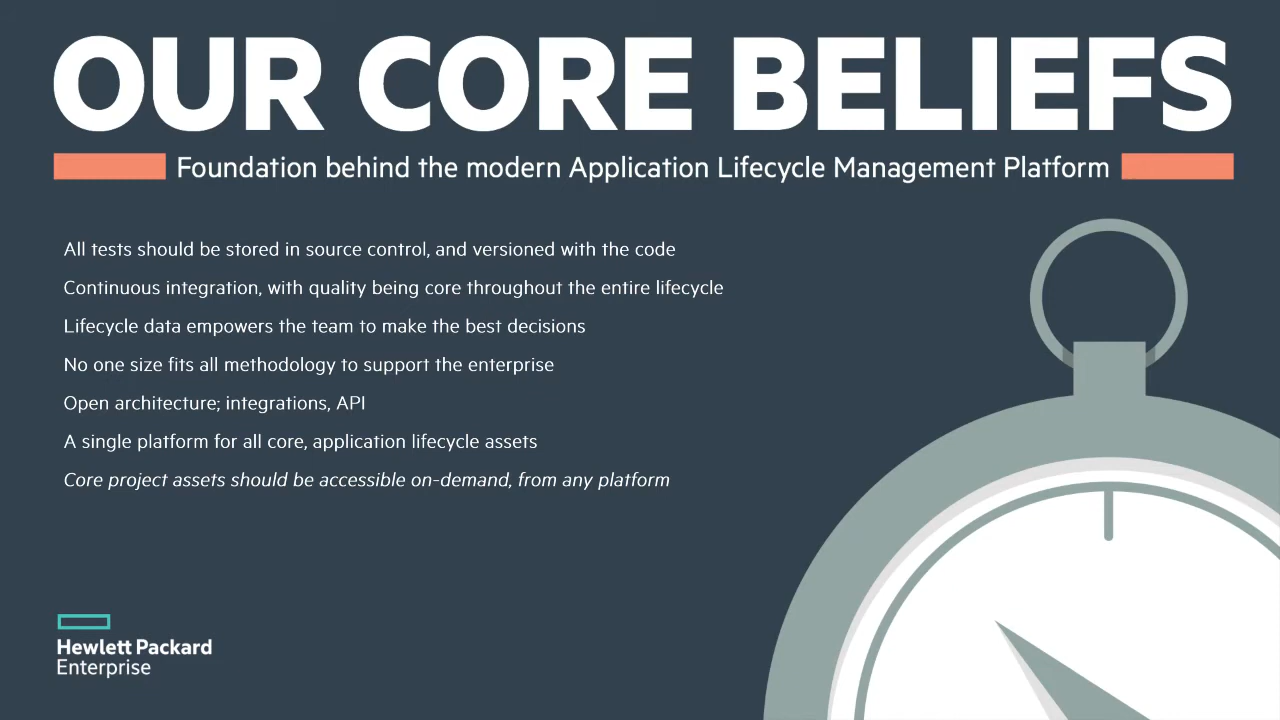 OUR CORE BELIEFS
Foundation behind the modern Application Lifecycle Management Platform
All tests should be stored in source control, and versioned with the code
Continuous integration, with quality being core throughout the entire lifecycle
Lifecycle data empowers the team to make the best decisions
No one size fits all methodology to support the enterprise
Open architecture; integrations, API
A single platform for all core, application lifecycle assets
Core project assets should be accessible on-demand, from any platform
Hewlett Packard
Enterprise